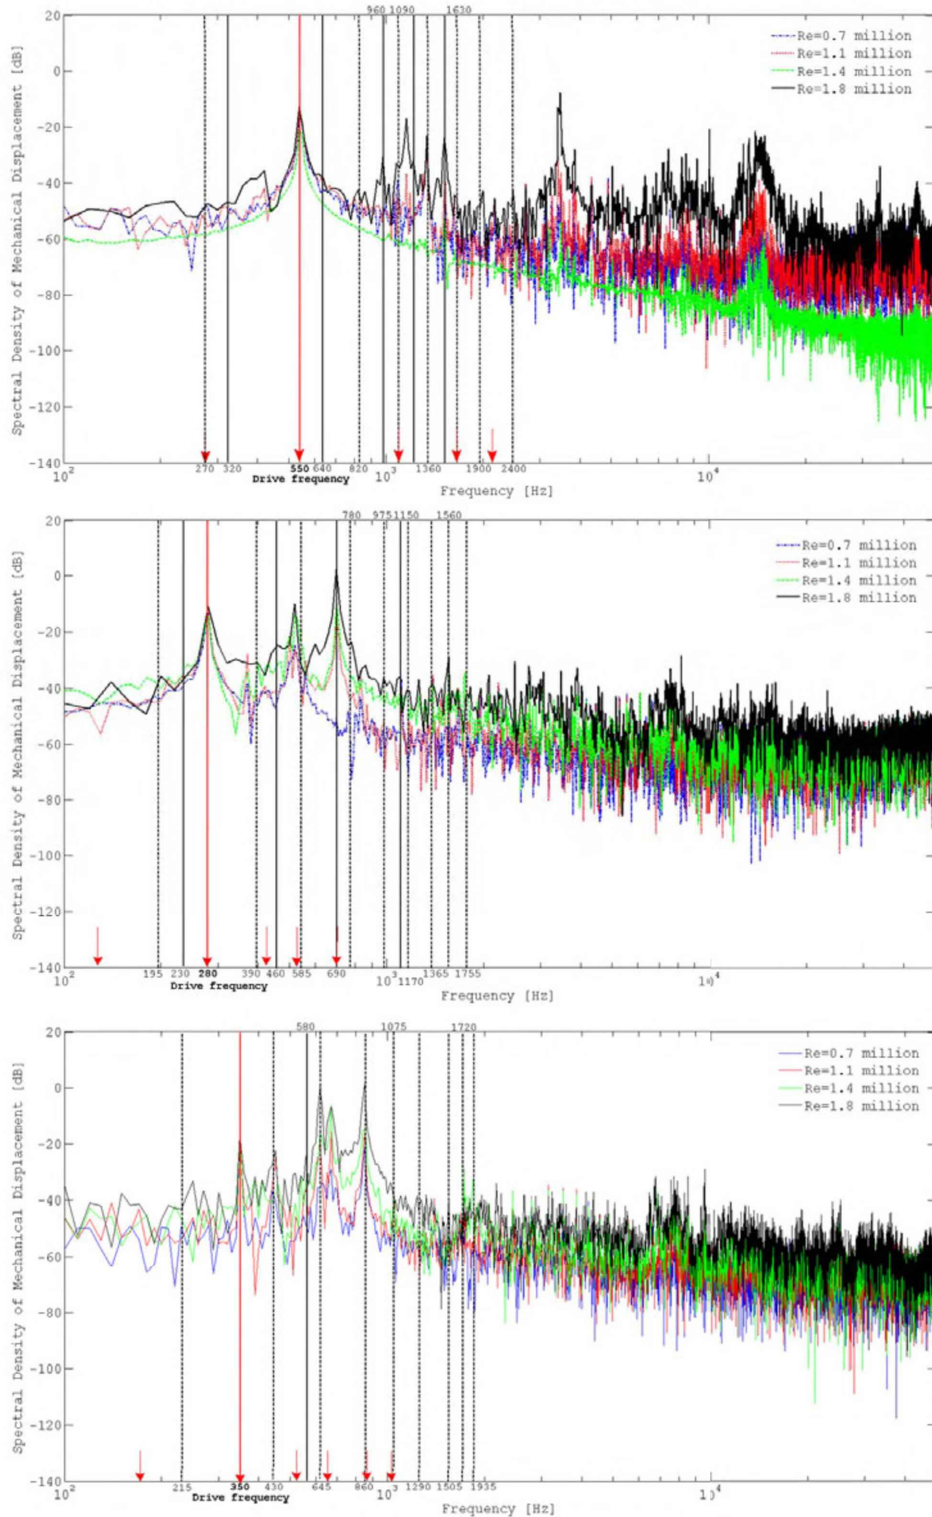 960 1090 1630
20
0
-20
-40
-60
-80
-100
-120
-140
Spectral Density of Mechanical Displacement [dB]
Re=0.7 million
Re=1.1 million
Re=1.4 million
Re=1.8 million
10² 270 320 550 640 820 10³ 1360 1900 2400 10⁴
Drive frequency
Frequency [Hz]
780 975 1150 1560
20
0
-20
-40
-60
-80
-100
-120
-140
Spectral Density of Mechanical Displacement [dB]
Re=0.7 million
Re=1.1 million
Re=1.4 million
Re=1.8 million
10² 195 230 280 390 460 585 690 10³ 1170 1365 1755 10⁴
Drive frequency
Frequency [Hz]
580 1075 1720
20
0
-20
-40
-60
-80
-100
-120
-140
Spectral Density of Mechanical Displacement [dB]
Re=0.7 million
Re=1.1 million
Re=1.4 million
Re=1.8 million
10² 215 350 430 645 860 10³ 1290 1505 1935 10⁴
Drive frequency
Frequency [Hz]